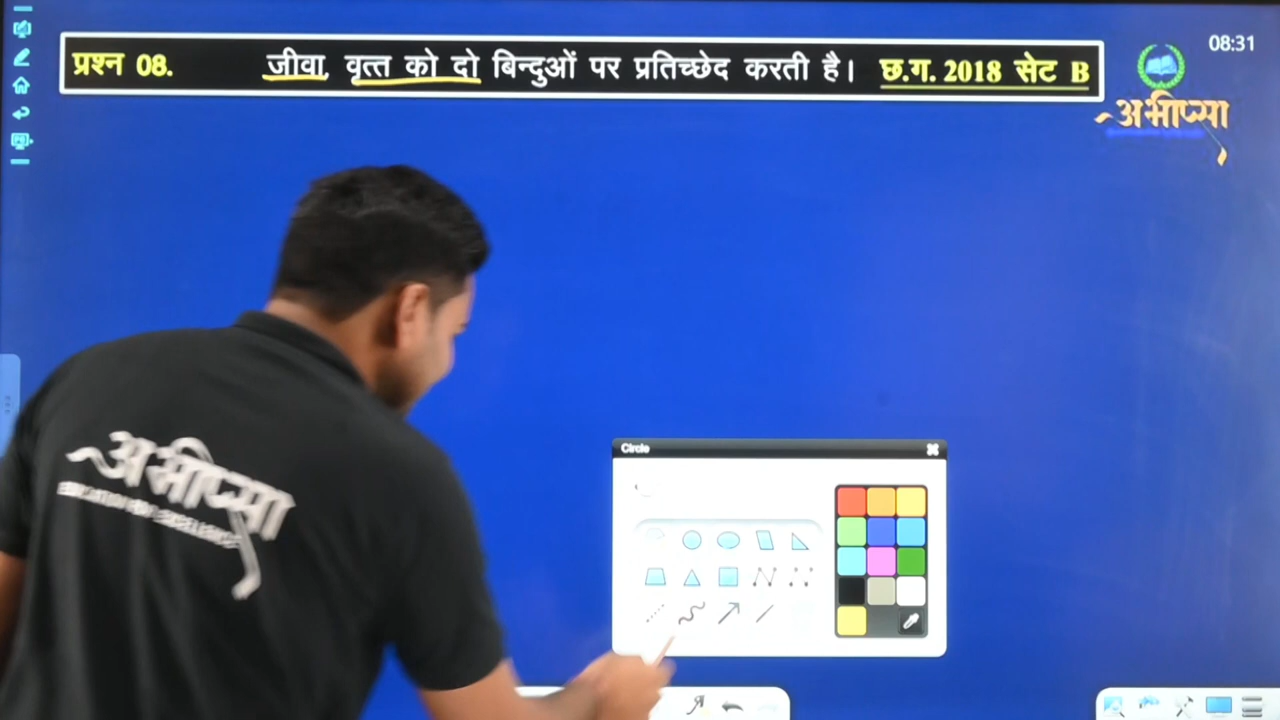 08:31
प्रश्न 08. जीवा, वृत्त को दो बिन्दुओं पर प्रतिच्छेद करती है। छ.ग. 2018 सेट B
अभीप्सा
Circle
अभीप्सा